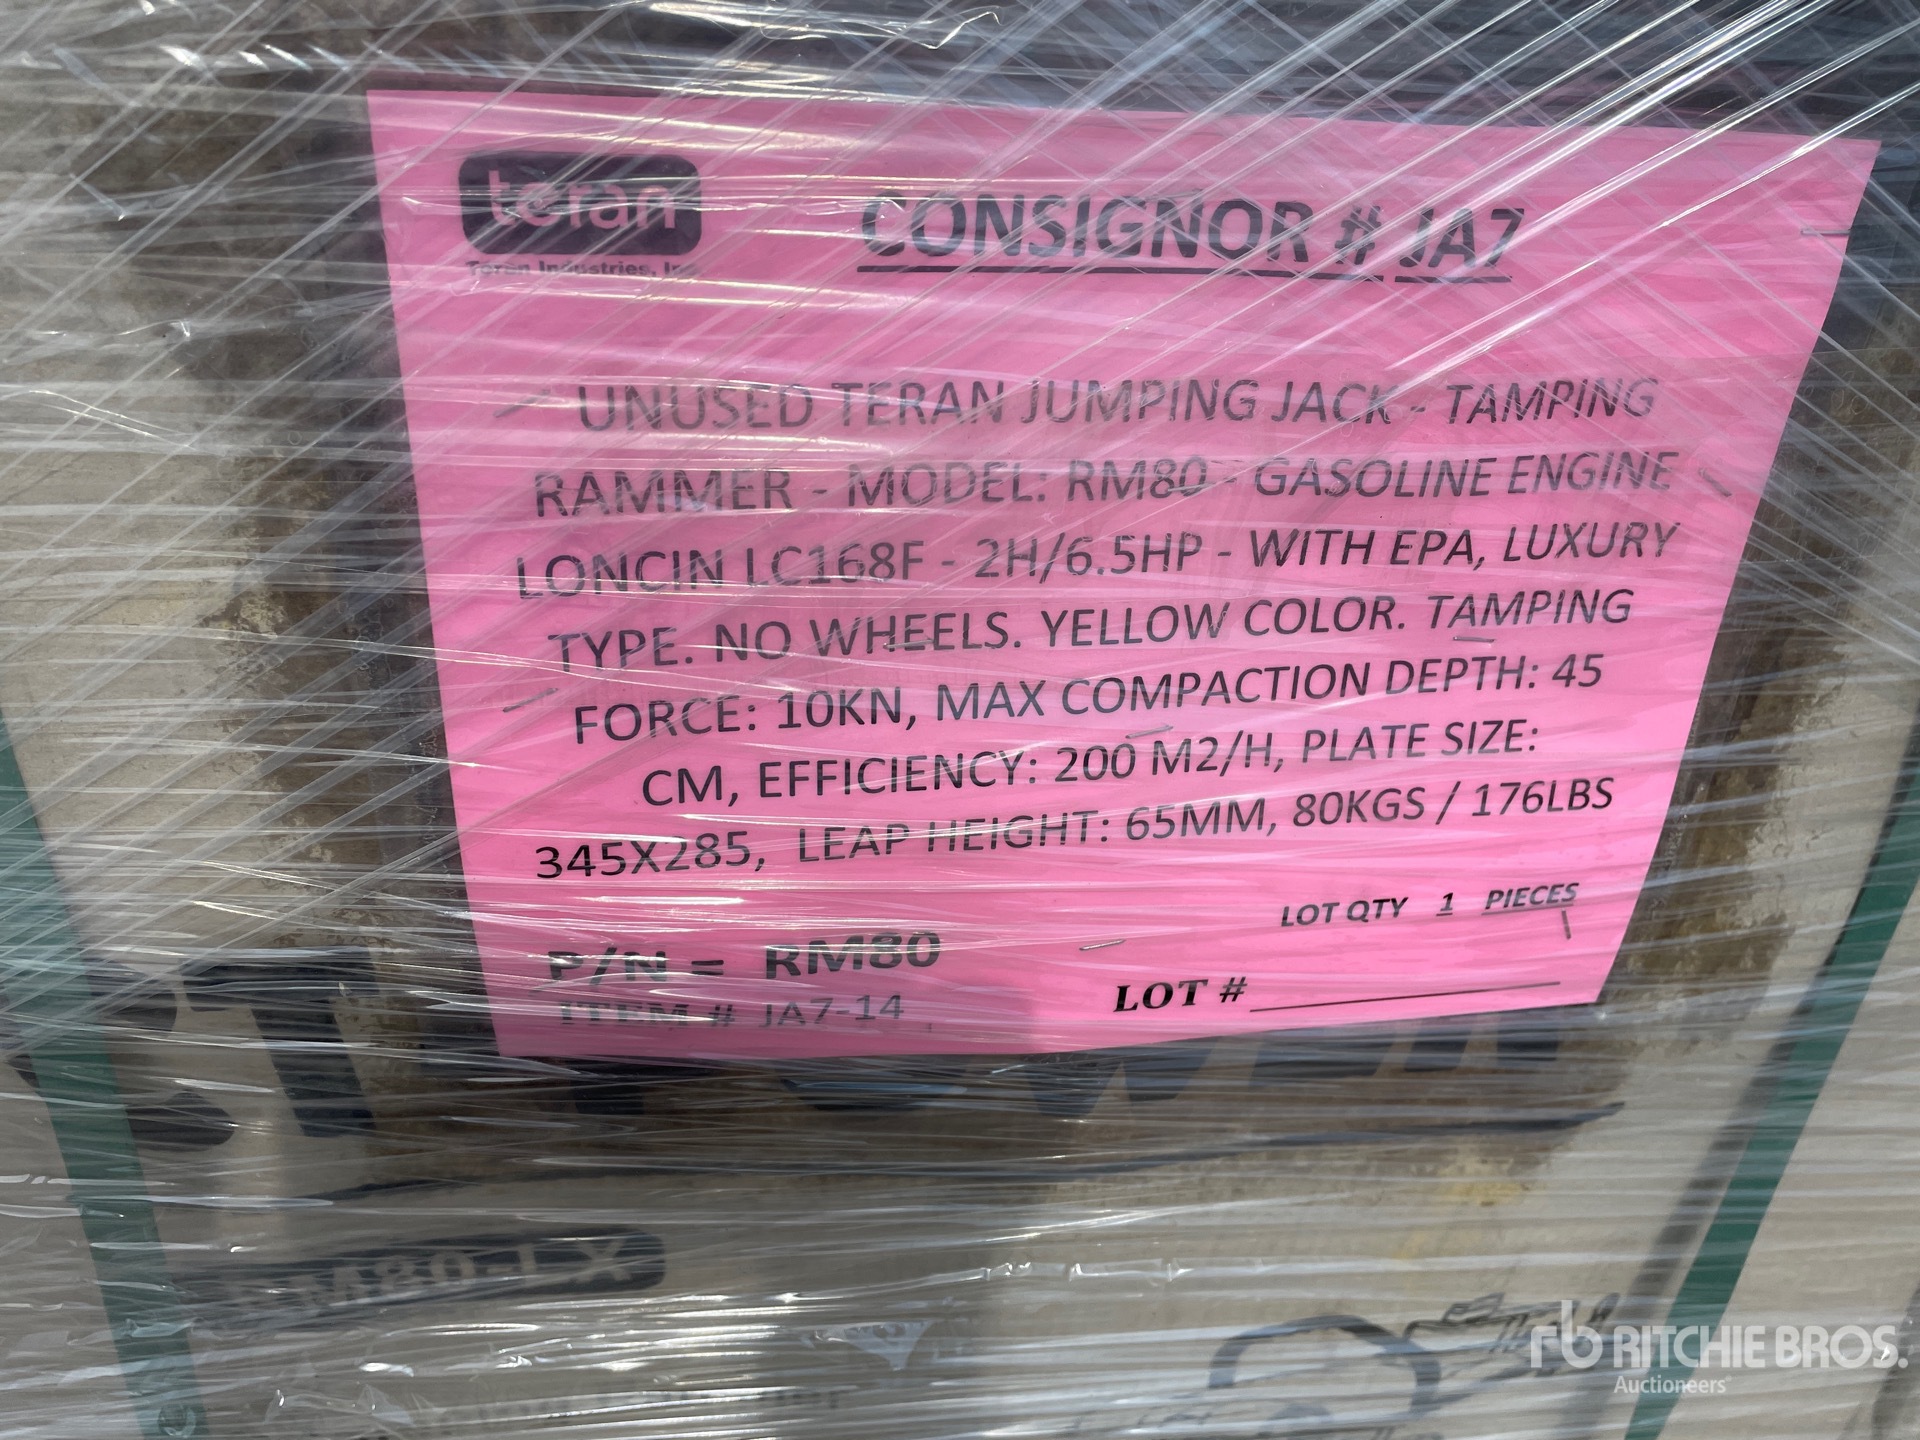 teran
Teran Industries, Inc.
CONSIGNOR # JA7
UNUSED TERAN JUMPING JACK - TAMPING
RAMMER - MODEL: RM80 - GASOLINE ENGINE
LONCIN LC168F - 2H/6.5HP - WITH EPA, LUXURY
TYPE. NO WHEELS. YELLOW COLOR. TAMPING
FORCE: 10KN, MAX COMPACTION DEPTH: 45
CM, EFFICIENCY: 200 M2/H, PLATE SIZE:
345X285, LEAP HEIGHT: 65MM, 80KGS / 176LBS
LOT QTY 1 PIECES
P/N = RM80
ITEM # JA7-14
LOT #
rb RITCHIE BROS.
Auctioneers